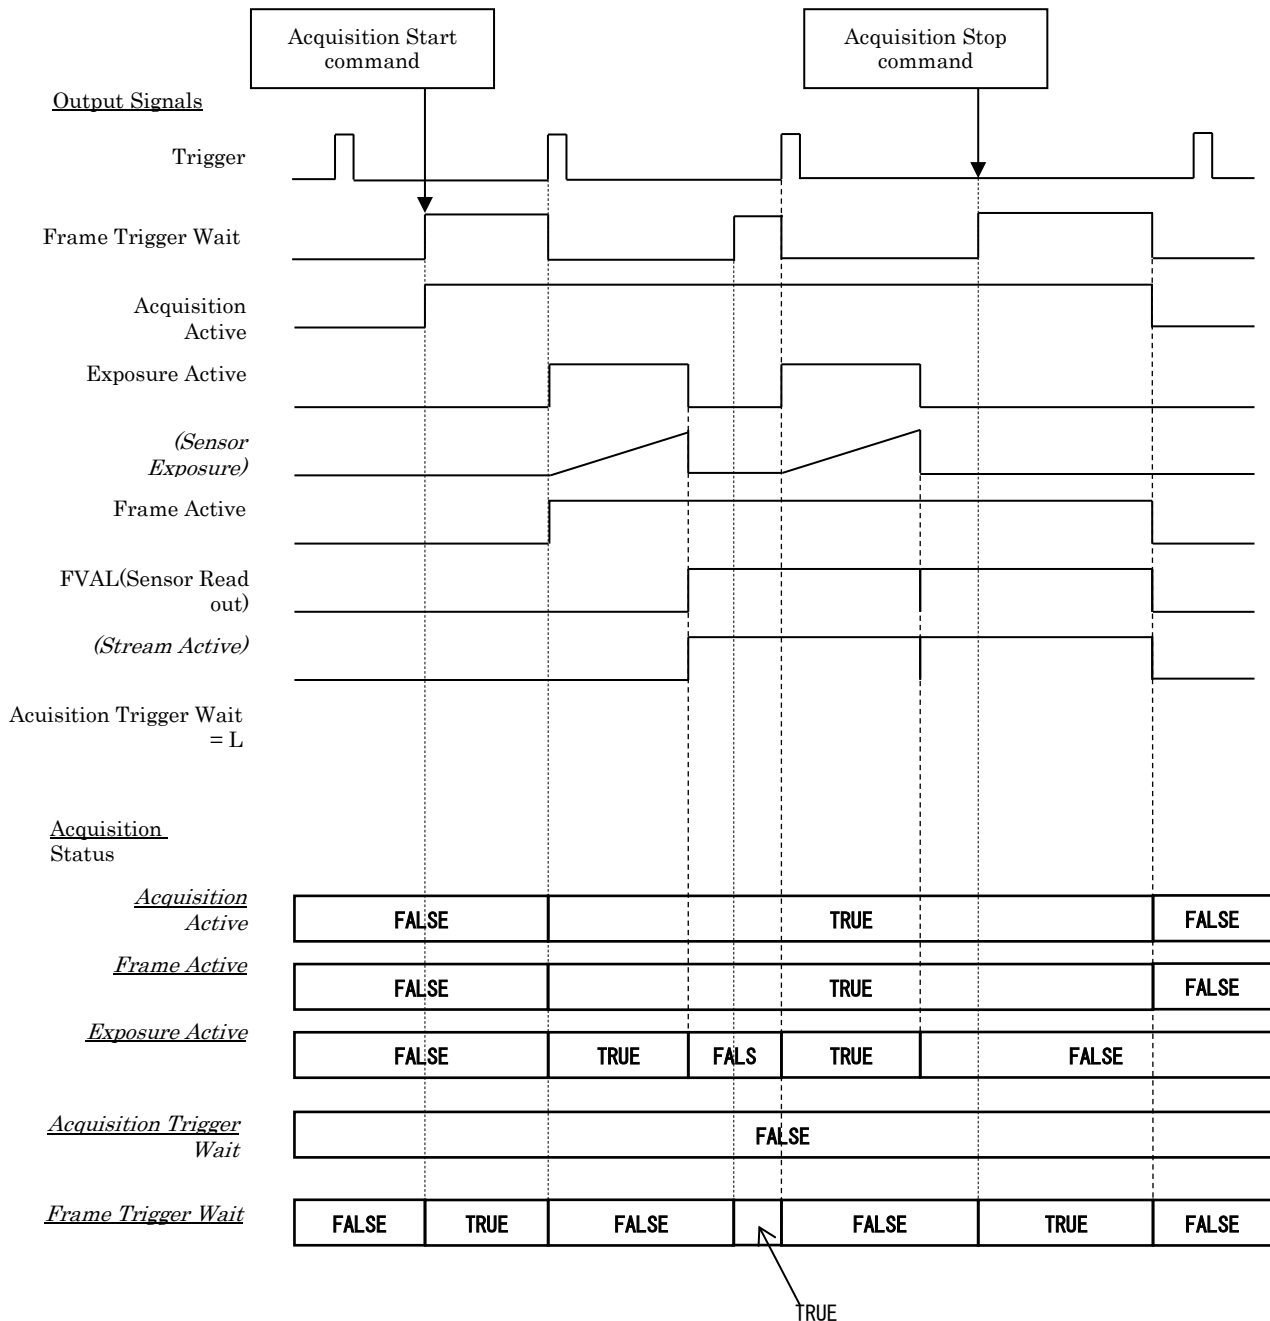 Acquisition Start
command
Acquisition Stop
command
Output Signals
Trigger
Frame Trigger Wait
Acquisition
Active
Exposure Active
(Sensor
Exposure)
Frame Active
FVAL(Sensor Read
out)
(Stream Active)
Acuisition Trigger Wait
= L
Acquisition
Status
Acquisition
Active
FALSE
TRUE
FALSE
Frame Active
FALSE
TRUE
FALSE
Exposure Active
FALSE
TRUE
FALS
TRUE
FALSE
Acquisition Trigger
Wait
FALSE
Frame Trigger Wait
FALSE
TRUE
FALSE
FALSE
TRUE
FALSE
TRUE